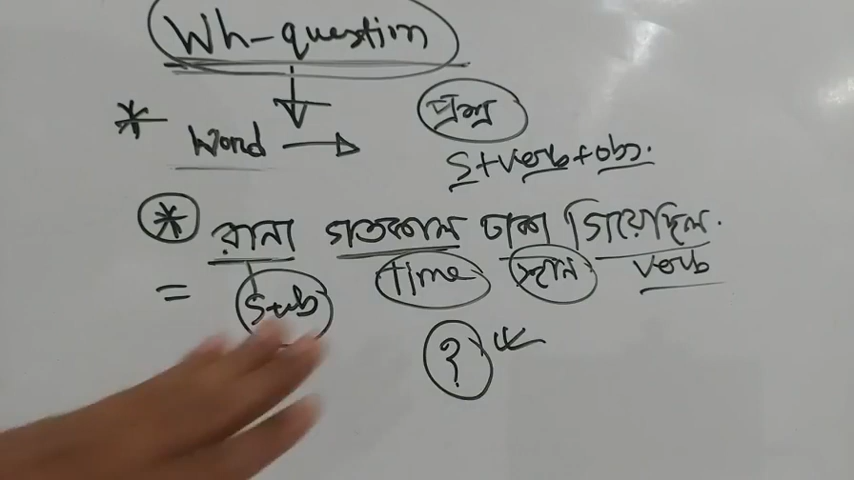 Wh-question
* Word → প্রশ্ন
S+verb+obj.
* রানা গতকাল ঢাকা গিয়েছিল.
= Sub time স্থান verb
?